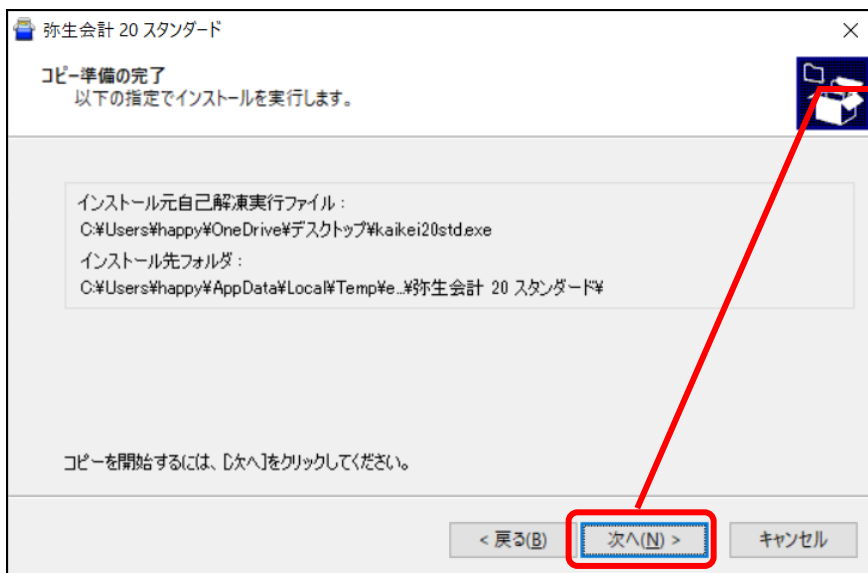 弥生会計 20 スタンダード
コピー準備の完了
以下の指定でインストールを実行します。
インストール元自己解凍実行ファイル：
C:¥Users¥happy¥OneDrive¥デスクトップ¥kaikei20std.exe
インストール先フォルダ：
C:¥Users¥happy¥AppData¥Local¥Temp¥e...¥弥生会計 20 スタンダード¥
コピーを開始するには、[次へ]をクリックしてください。
< 戻る(B) 次へ(N) > キャンセル